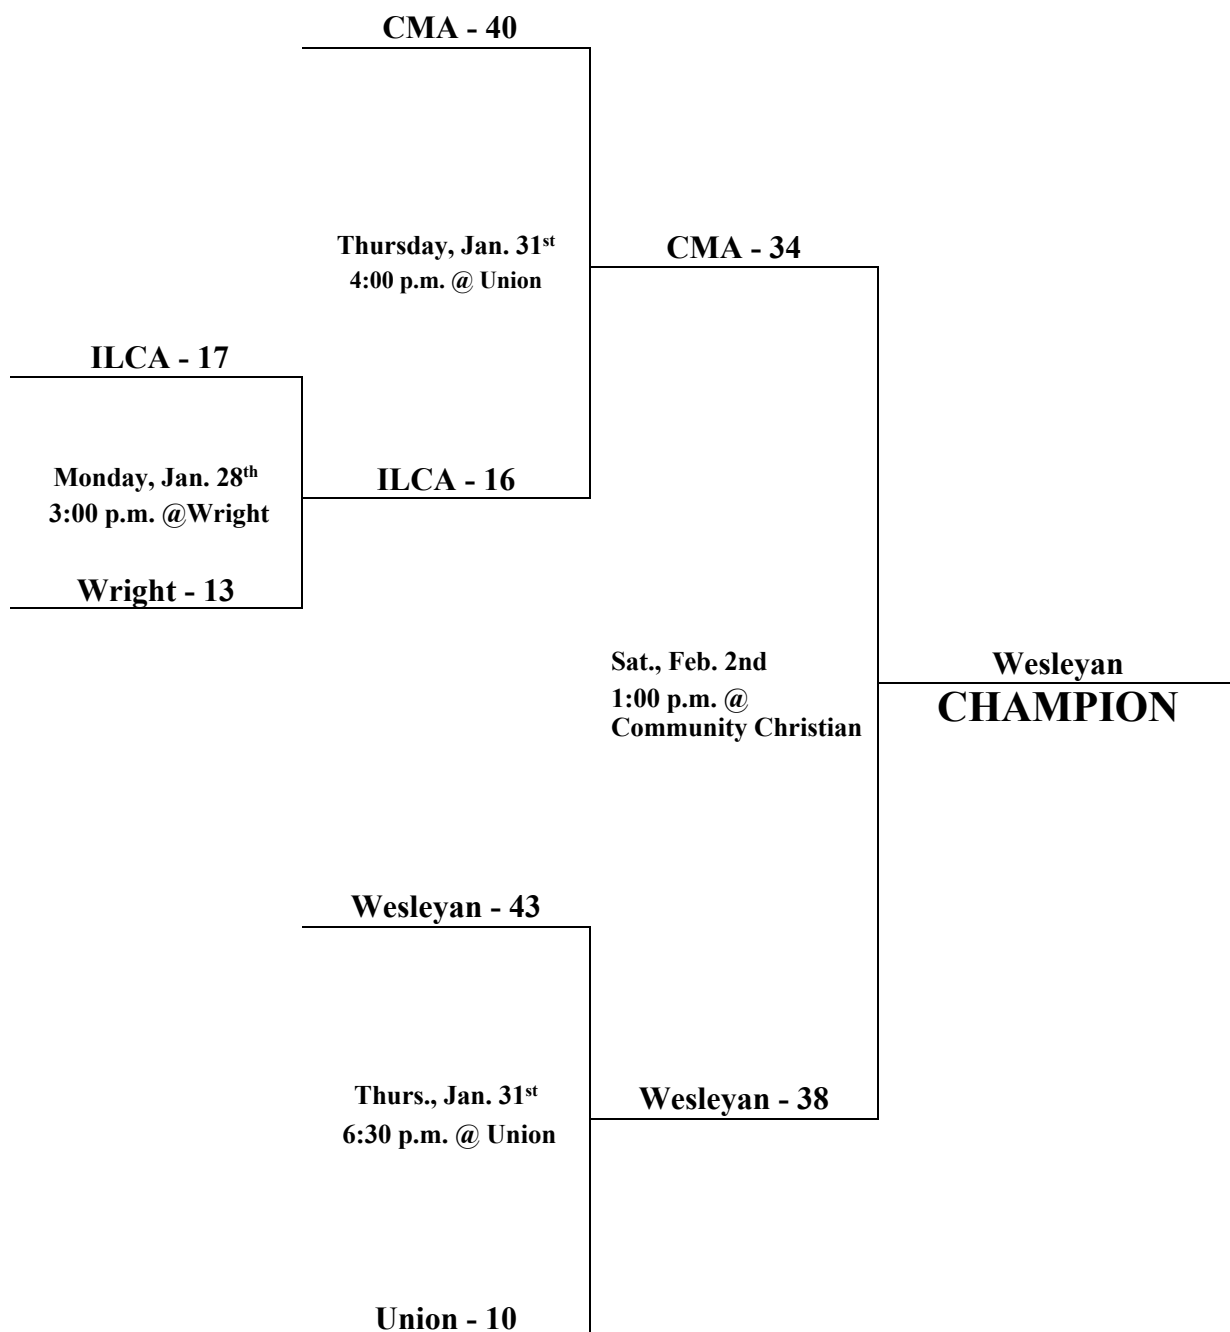 CMA - 40
Thursday, Jan. 31st
4:00 p.m. @ Union
CMA - 34
ILCA - 17
Monday, Jan. 28th
3:00 p.m. @Wright
ILCA - 16
Wright - 13
Sat., Feb. 2nd
1:00 p.m. @
Community Christian
Wesleyan
CHAMPION
Wesleyan - 43
Thurs., Jan. 31st
6:30 p.m. @ Union
Wesleyan - 38
Union - 10